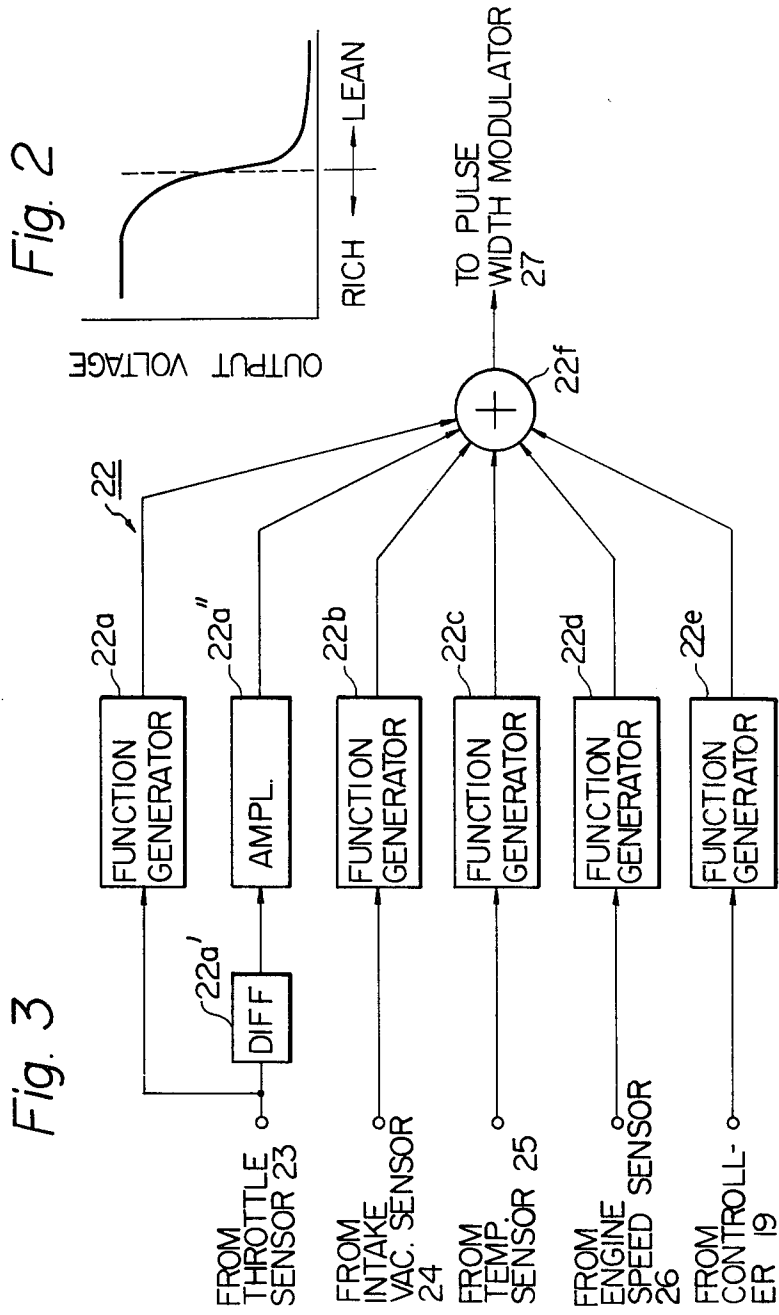 Fig. 2
OUTPUT VOLTAGE
RICH
LEAN
Fig. 3
22
FROM
THROTTLE
SENSOR 23
DIFF
22a'
FUNCTION
GENERATOR
22a
AMPL.
22a"
FROM
INTAKE
VAC. SENSOR
24
FUNCTION
GENERATOR
22b
FROM
TEMP.
SENSOR 25
FUNCTION
GENERATOR
22c
FROM
ENGINE
SPEED SENSOR
26
FUNCTION
GENERATOR
22d
FROM
CONTROLL-
ER 19
FUNCTION
GENERATOR
22e
+
22f
TO PULSE
WIDTH MODULATOR
27